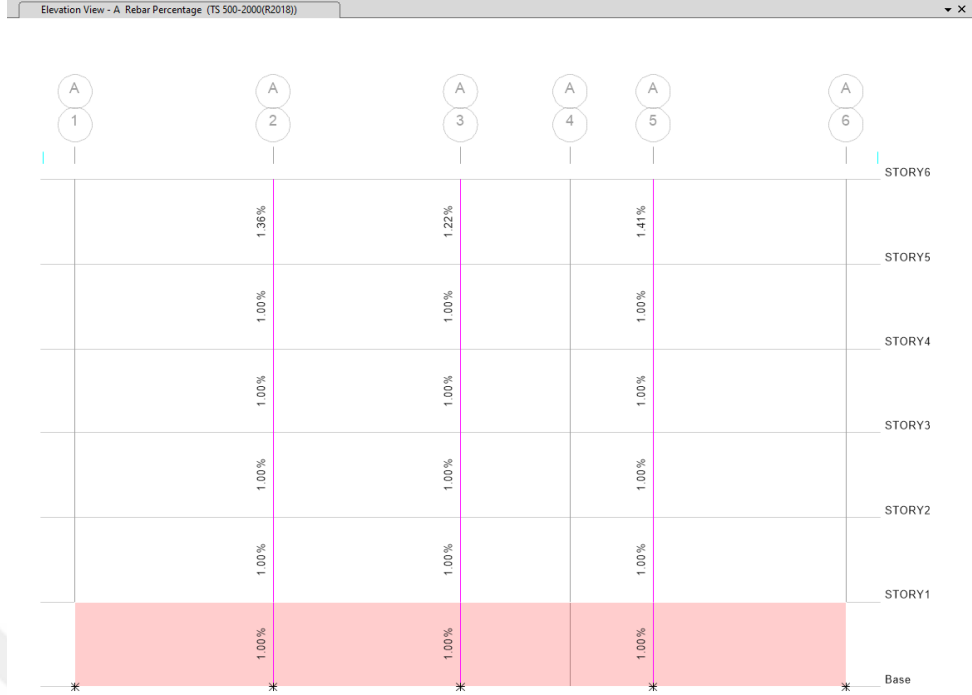 Elevation View - A Rebar Percentage (TS 500-2000(R2018))
A A A A A A
1 2 3 4 5 6
STORY6
1.36% 1.22% 1.41%
STORY5
1.00% 1.00% 1.00%
STORY4
1.00% 1.00% 1.00%
STORY3
1.00% 1.00% 1.00%
STORY2
1.00% 1.00% 1.00%
STORY1
1.00% 1.00% 1.00%
Base